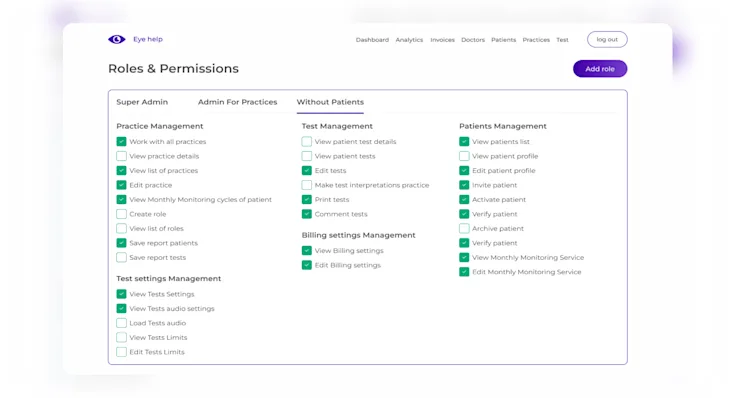 Eye help
Dashboard Analytics Invoices Doctors Patients Practices Test
log out
Roles & Permissions
Add role
Super Admin
Admin For Practices
Without Patients
Practice Management
Work with all practices
View practice details
View list of practices
Edit practice
View Monthly Monitoring cycles of patient
Create role
View list of roles
Save report patients
Save report tests
Test settings Management
View Tests Settings
View Tests audio settings
Load Tests audio
View Tests Limits
Edit Tests Limits
Test Management
View patient test details
View patient tests
Edit tests
Make test interpretations practice
Print tests
Comment tests
Billing settings Management
View Billing settings
Edit Billing settings
Patients Management
View patients list
View patient profile
Edit patient profile
Invite patient
Activate patient
Verify patient
Archive patient
Verify patient
View Monthly Monitoring Service
Edit Monthly Monitoring Service